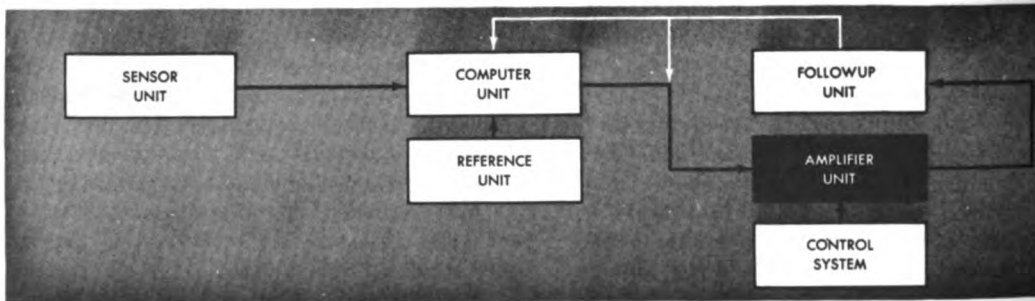 SENSOR
UNIT
COMPUTER
UNIT
FOLLOWUP
UNIT
REFERENCE
UNIT
AMPLIFIER
UNIT
CONTROL
SYSTEM